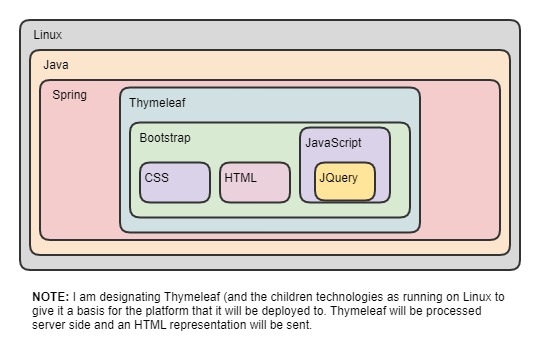 Linux
Java
Spring
Thymeleaf
Bootstrap
JavaScript
CSS
HTML
JQuery
NOTE: I am designating Thymeleaf (and the children technologies as running on Linux to
give it a basis for the platform that it will be deployed to. Thymeleaf will be processed
server side and an HTML representation will be sent.